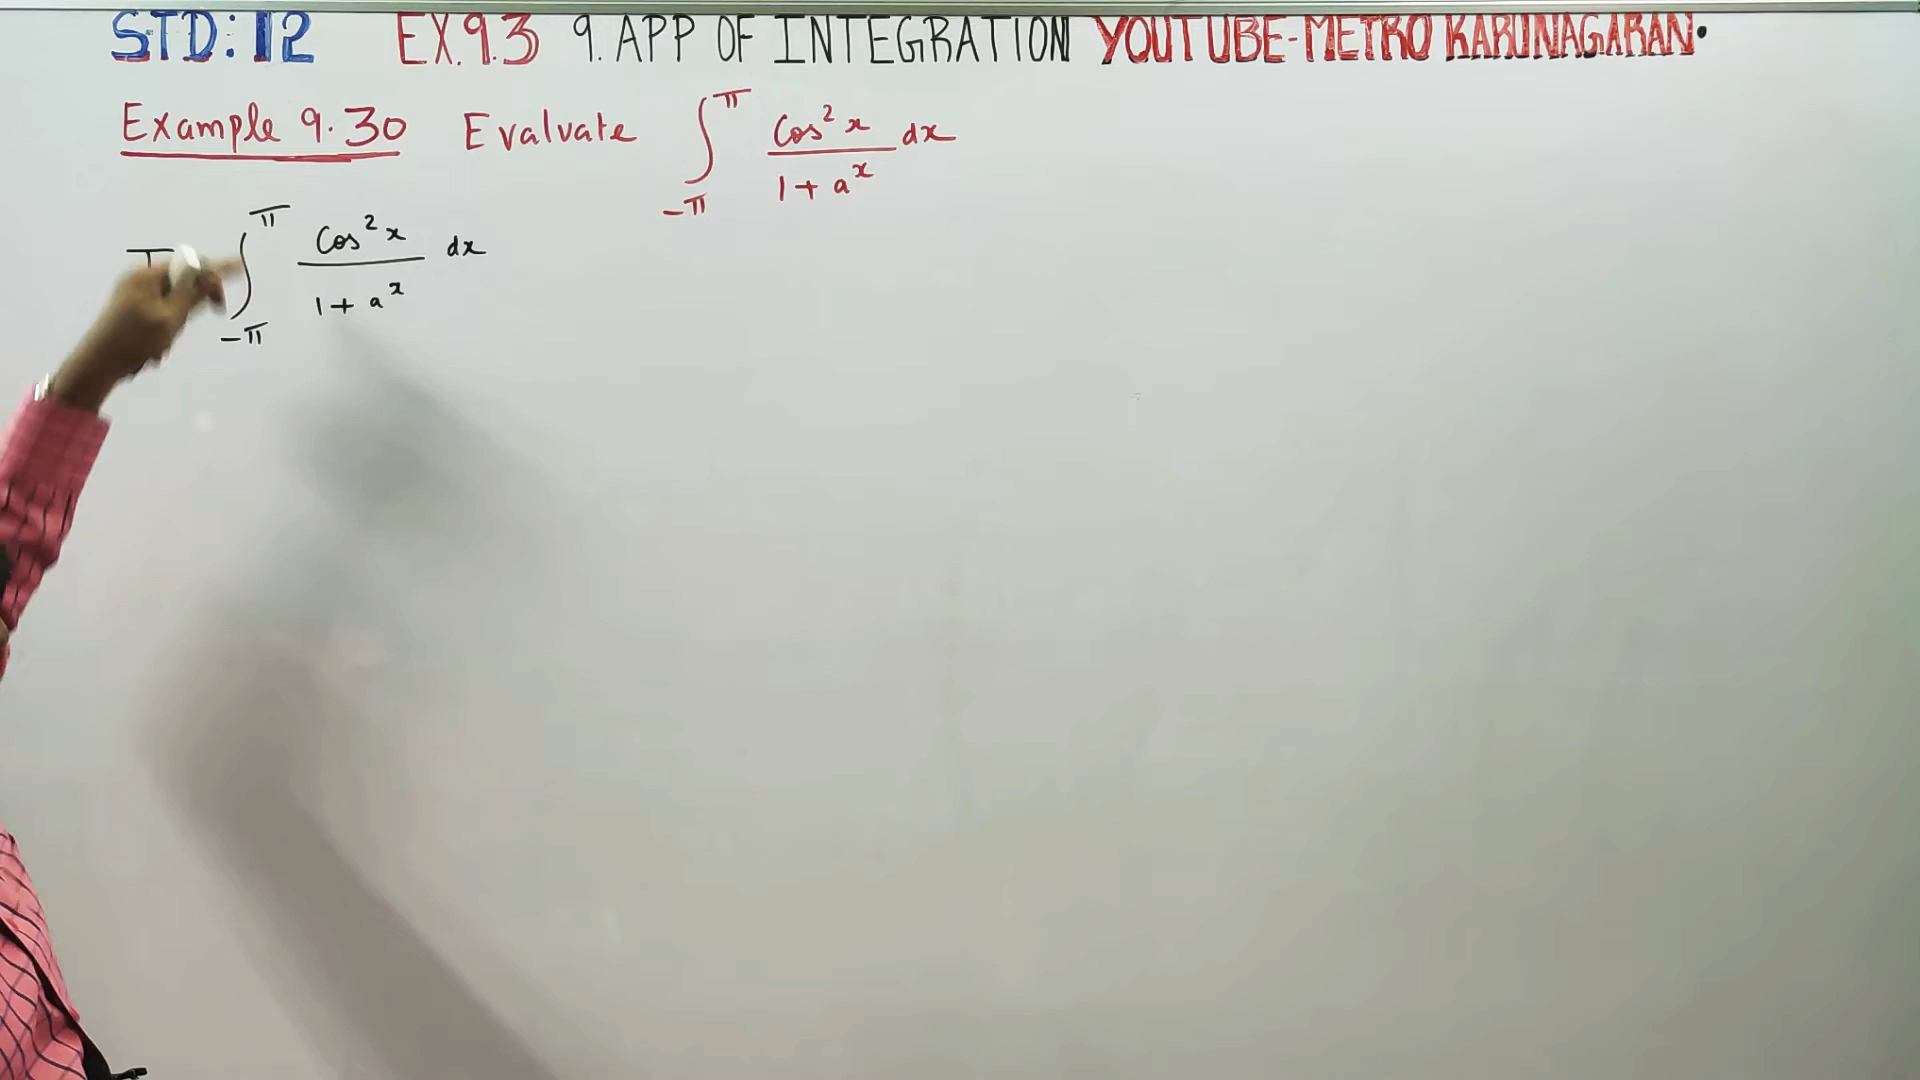 STD: 12 EX.9.3 9. APP OF INTEGRATION YOUTUBE-METRO KARUNAGARAN.
Example 9.30 Evalvate ∫_{-π}^{π} cos²x / (1+a^x) dx
I ∫_{-π}^{π} cos²x / (1+a^x) dx